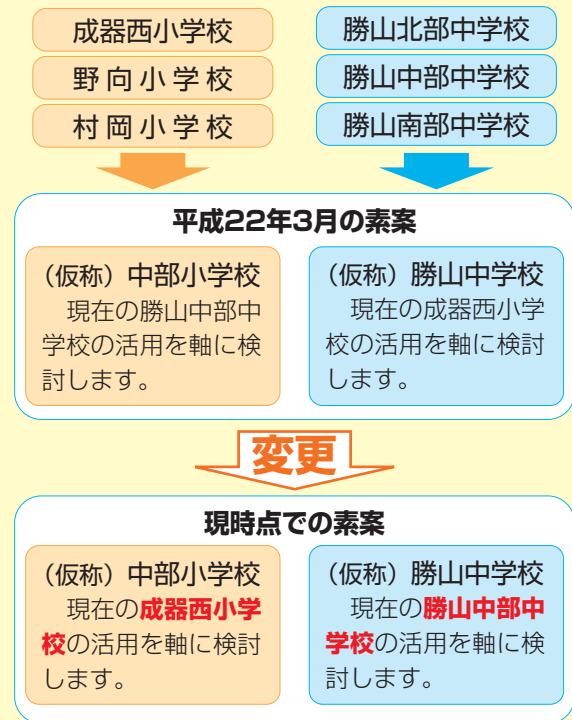 成器西小学校
野向小学校
村岡小学校
勝山北部中学校
勝山中部中学校
勝山南部中学校
平成22年3月の素案
(仮称)中部小学校
現在の勝山中部中
学校の活用を軸に検
討します。
(仮称)勝山中学校
現在の成器西小学
校の活用を軸に検討
します。
変更
現時点での素案
(仮称)中部小学校
現在の成器西小学
校の活用を軸に検討
します。
(仮称)勝山中学校
現在の勝山中部中
学校の活用を軸に検
討します。